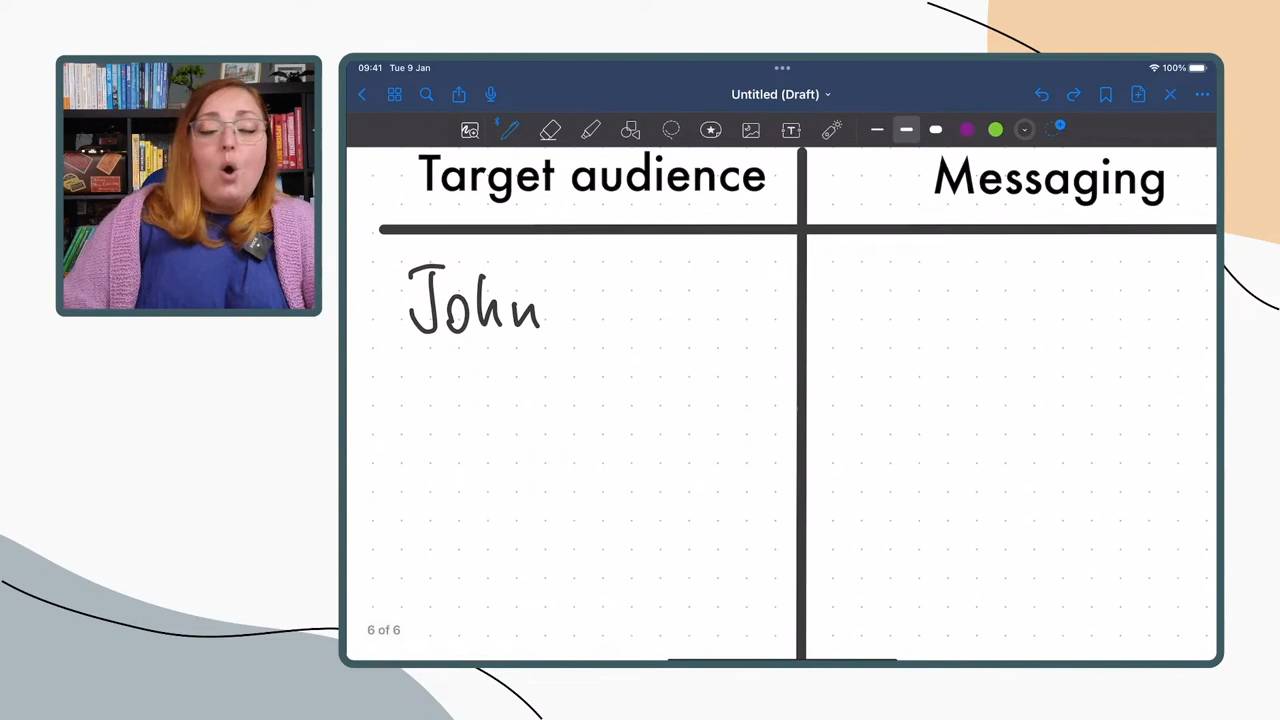 09:41 Tue 9 Jan
100%
Untitled (Draft)
Target audience
Messaging
John
6 of 6